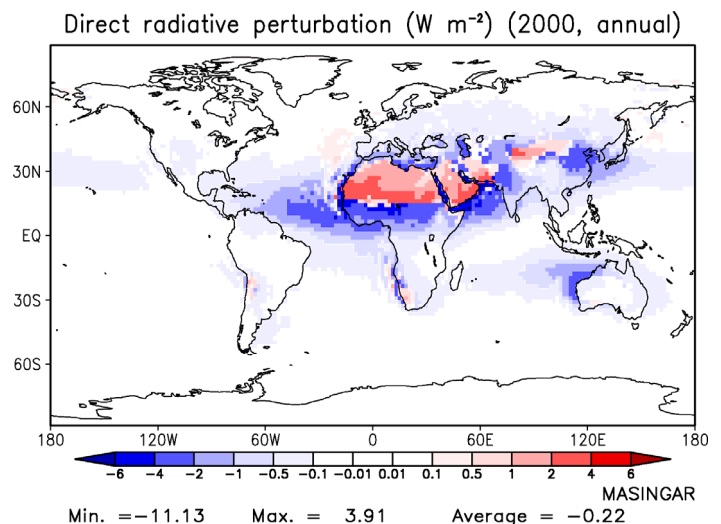 Direct radiative perturbation (W m⁻²) (2000, annual)
60N
30N
EQ
30S
60S
180 120W 60W 0 60E 120E 180
-6 -4 -2 -1 -0.5 -0.1 -0.01 0.01 0.1 0.5 1 2 4 6
MASINGAR
Min. =-11.13 Max. = 3.91 Average = -0.22